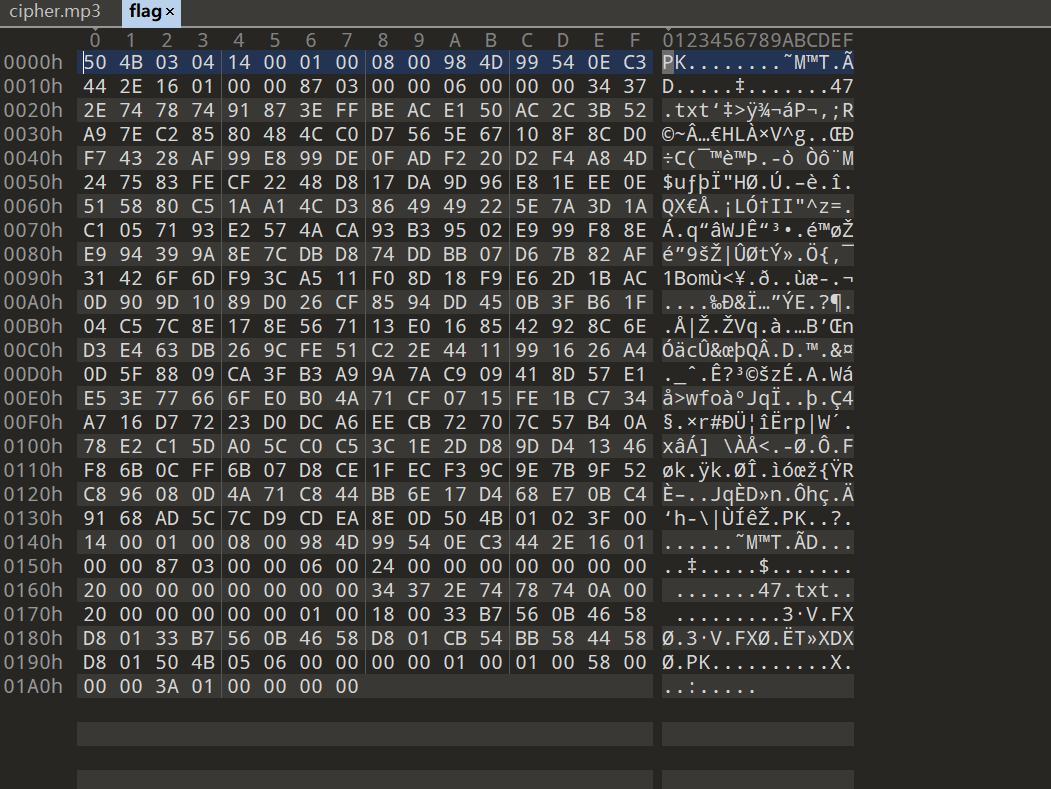 cipher.mp3 flag×
0 1 2 3 4 5 6 7 8 9 A B C D E F 0123456789ABCDEF
0000h 50 4B 03 04 14 00 01 00 08 00 98 4D 99 54 0E C3 PK........˜M™T.Ã
0010h 44 2E 16 01 00 00 87 03 00 00 06 00 00 00 34 37 D.....‡.......47
0020h 2E 74 78 74 91 87 3E FF BE AC E1 50 AC 2C 3B 52 .txt‘‡>ÿ¾¬áP¬,;R
0030h A9 7E C2 85 80 48 4C C0 D7 56 5E 67 10 8F 8C D0 ©~Â…€HLÀ×V^g..ŒÐ
0040h F7 43 28 AF 99 E8 99 DE 0F AD F2 20 D2 F4 A8 4D ÷C(¯™è™Þ.-ò Òô¨M
0050h 24 75 83 FE CF 22 48 D8 17 DA 9D 96 E8 1E EE 0E $uƒþÏ"HØ.Ú.–è.î.
0060h 51 58 80 C5 1A A1 4C D3 86 49 49 22 5E 7A 3D 1A QX€Å.¡LÓ†II"^z=.
0070h C1 05 71 93 E2 57 4A CA 93 B3 95 02 E9 99 F8 8E Á.q“âWJÊ“³•.é™øŽ
0080h E9 94 39 9A 8E 7C DB D8 74 DD BB 07 D6 7B 82 AF é”9šŽ|ÛØtÝ».Ö{‚¯
0090h 31 42 6F 6D F9 3C A5 11 F0 8D 18 F9 E6 2D 1B AC 1Bomù<¥.ð..ùæ-.¬
00A0h 0D 90 9D 10 89 D0 26 CF 85 94 DD 45 0B 3F B6 1F ....‰Ð&Ï…”ÝE.?¶.
00B0h 04 C5 7C 8E 17 8E 56 71 13 E0 16 85 42 92 8C 6E .Å|Ž.ŽVq.à.…B’Œn
00C0h D3 E4 63 DB 26 9C FE 51 C2 2E 44 11 99 16 26 A4 ÓäcÛ&œþQÂ.D.™.&¤
00D0h 0D 5F 88 09 CA 3F B3 A9 9A 7A C9 09 41 8D 57 E1 ._ˆ.Ê?³©šzÉ.A.Wá
00E0h E5 3E 77 66 6F E0 B0 4A 71 CF 07 15 FE 1B C7 34 å>wfoà°JqÏ..þ.Ç4
00F0h A7 16 D7 72 23 D0 DC A6 EE CB 72 70 7C 57 B4 0A §.×r#ÐÜ¦îËrp|W´.
0100h 78 E2 C1 5D A0 5C C0 C5 3C 1E 2D D8 9D D4 13 46 xâÁ] \ÀÅ<.-Ø.Ô.F
0110h F8 6B 0C FF 6B 07 D8 CE 1F EC F3 9C 9E 7B 9F 52 øk.ÿk.ØÎ.ìóœž{ŸR
0120h C8 96 08 0D 4A 71 C8 44 BB 6E 17 D4 68 E7 0B C4 È–..JqÈD»n.Ôhç.Ä
0130h 91 68 AD 5C 7C D9 CD EA 8E 0D 50 4B 01 02 3F 00 ‘h-\|ÙÍêŽ.PK..?.
0140h 14 00 01 00 08 00 98 4D 99 54 0E C3 44 2E 16 01 ......˜M™T.ÃD...
0150h 00 00 87 03 00 00 06 00 24 00 00 00 00 00 00 00 ..‡.....$.......
0160h 20 00 00 00 00 00 00 00 34 37 2E 74 78 74 0A 00  .......47.txt..
0170h 20 00 00 00 00 00 01 00 18 00 33 B7 56 0B 46 58  .........3·V.FX
0180h D8 01 33 B7 56 0B 46 58 D8 01 CB 54 BB 58 44 58 Ø.3·V.FXØ.ËT»XDX
0190h D8 01 50 4B 05 06 00 00 00 00 01 00 01 00 58 00 Ø.PK..........X.
01A0h 00 00 3A 01 00 00 00 00 ..:.....